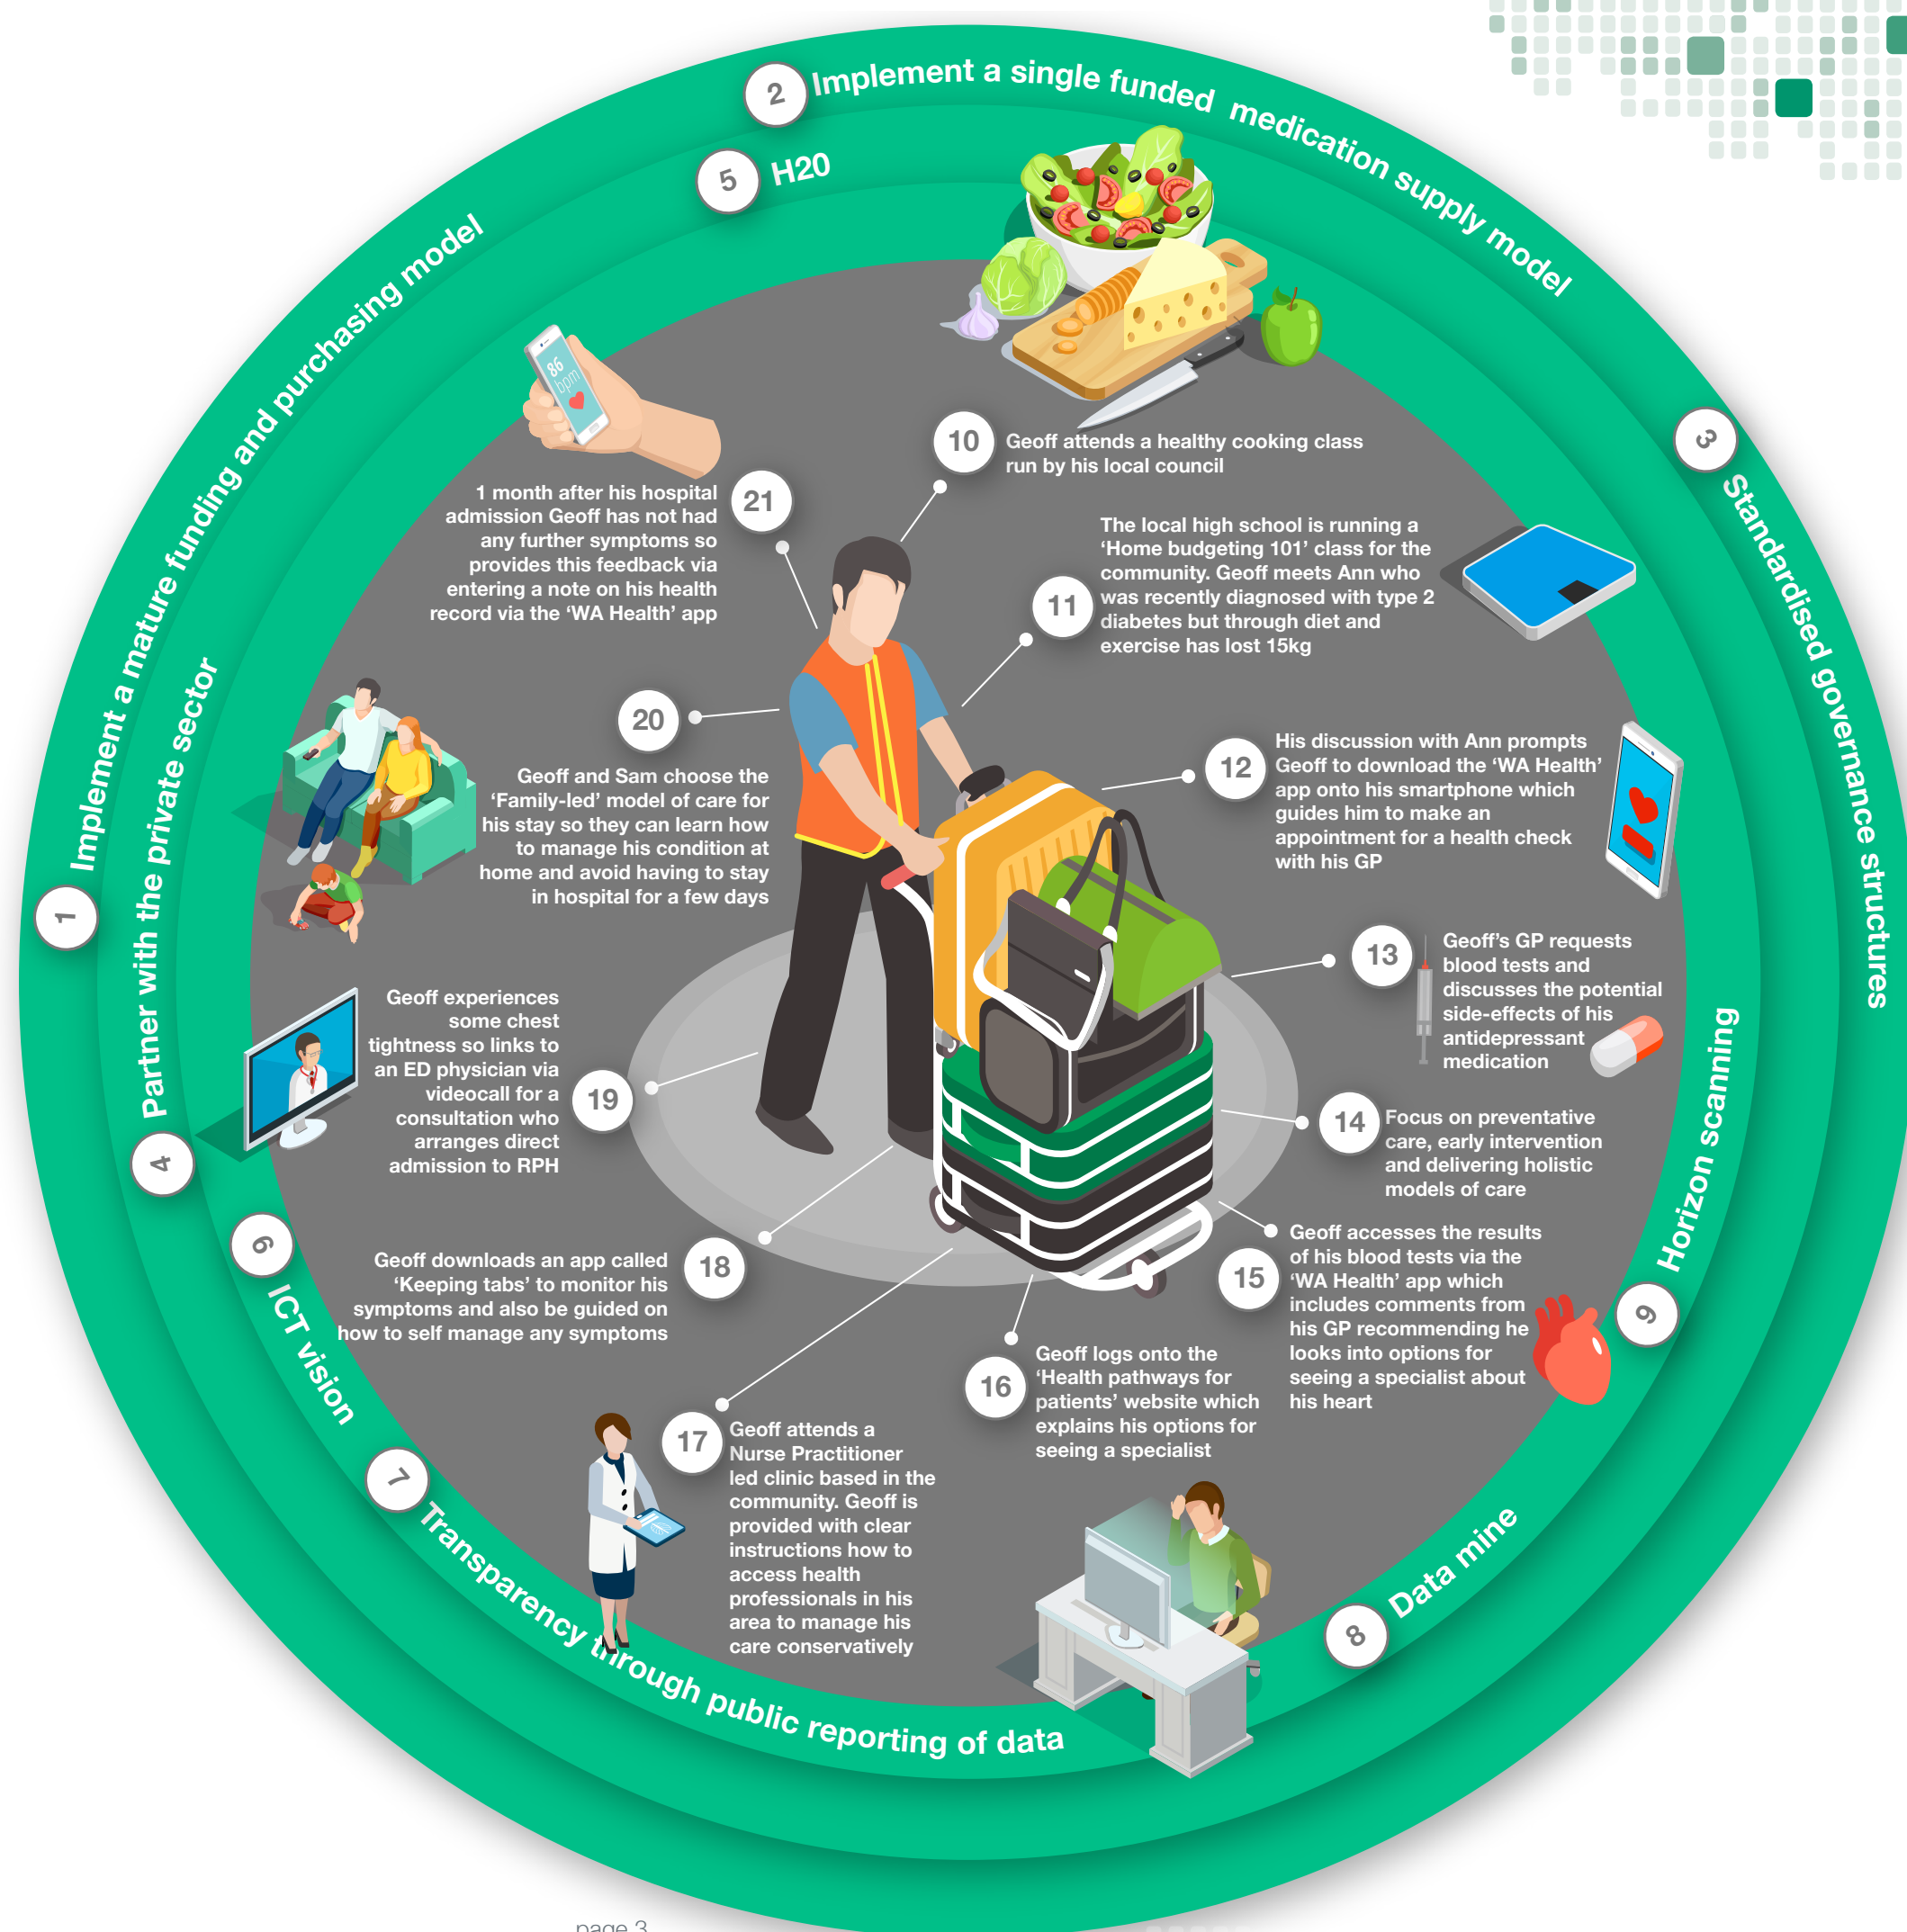 1
Implement a mature funding and purchasing model
2
Implement a single funded medication supply model
3
Standardised governance structures
4
Partner with the private sector
5
H20
6
ICT vision
7
Transparency through public reporting of data
8
Data mine
9
Horizon scanning
86
bpm
10
Geoff attends a healthy cooking class
run by his local council
11
The local high school is running a
‘Home budgeting 101’ class for the
community. Geoff meets Ann who
was recently diagnosed with type 2
diabetes but through diet and
exercise has lost 15kg
12
His discussion with Ann prompts
Geoff to download the ‘WA Health’
app onto his smartphone which
guides him to make an
appointment for a health check
with his GP
13
Geoff’s GP requests
blood tests and
discusses the potential
side-effects of his
antidepressant
medication
14
Focus on preventative
care, early intervention
and delivering holistic
models of care
15
Geoff accesses the results
of his blood tests via the
‘WA Health’ app which
includes comments from
his GP recommending he
looks into options for
seeing a specialist about
his heart
16
Geoff logs onto the
‘Health pathways for
patients’ website which
explains his options for
seeing a specialist
17
Geoff attends a
Nurse Practitioner
led clinic based in the
community. Geoff is
provided with clear
instructions how to
access health
professionals in his
area to manage his
care conservatively
18
Geoff downloads an app called
‘Keeping tabs’ to monitor his
symptoms and also be guided on
how to self manage any symptoms
19
Geoff experiences
some chest
tightness so links to
an ED physician via
videocall for a
consultation who
arranges direct
admission to RPH
20
Geoff and Sam choose the
‘Family-led’ model of care for
his stay so they can learn how
to manage his condition at
home and avoid having to stay
in hospital for a few days
21
1 month after his hospital
admission Geoff has not had
any further symptoms so
provides this feedback via
entering a note on his health
record via the ‘WA Health’ app
page 3